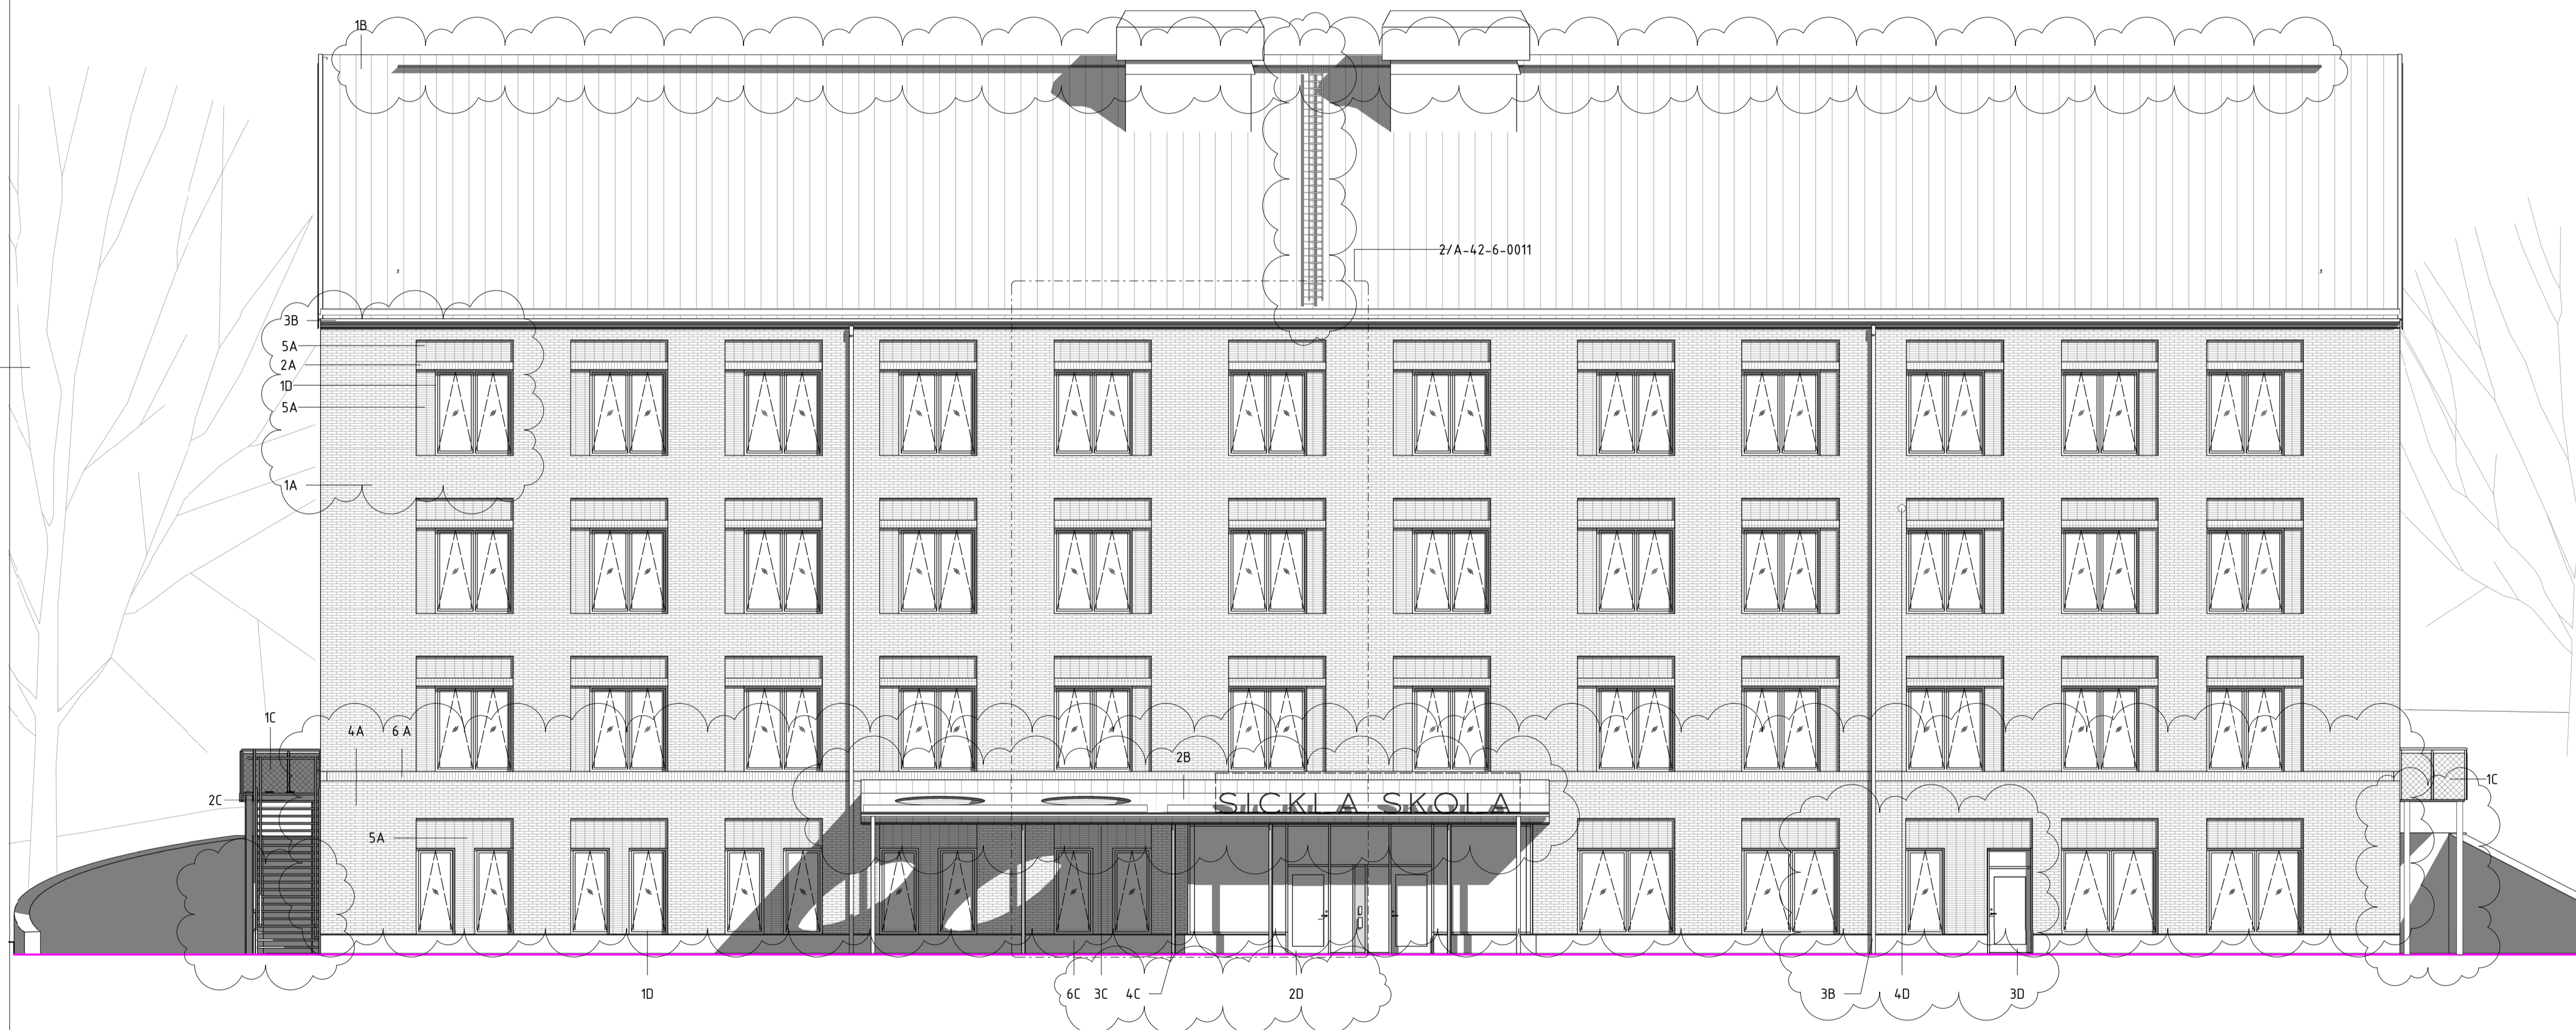 1B
2/A-42-6-0011
3B
5A
2A
1D
5A
1A
1C
4A 6 A
2B
1C
2C
SICKLA SKOLA
5A
1D
6C 3C 4C
2D
3B
4D
3D